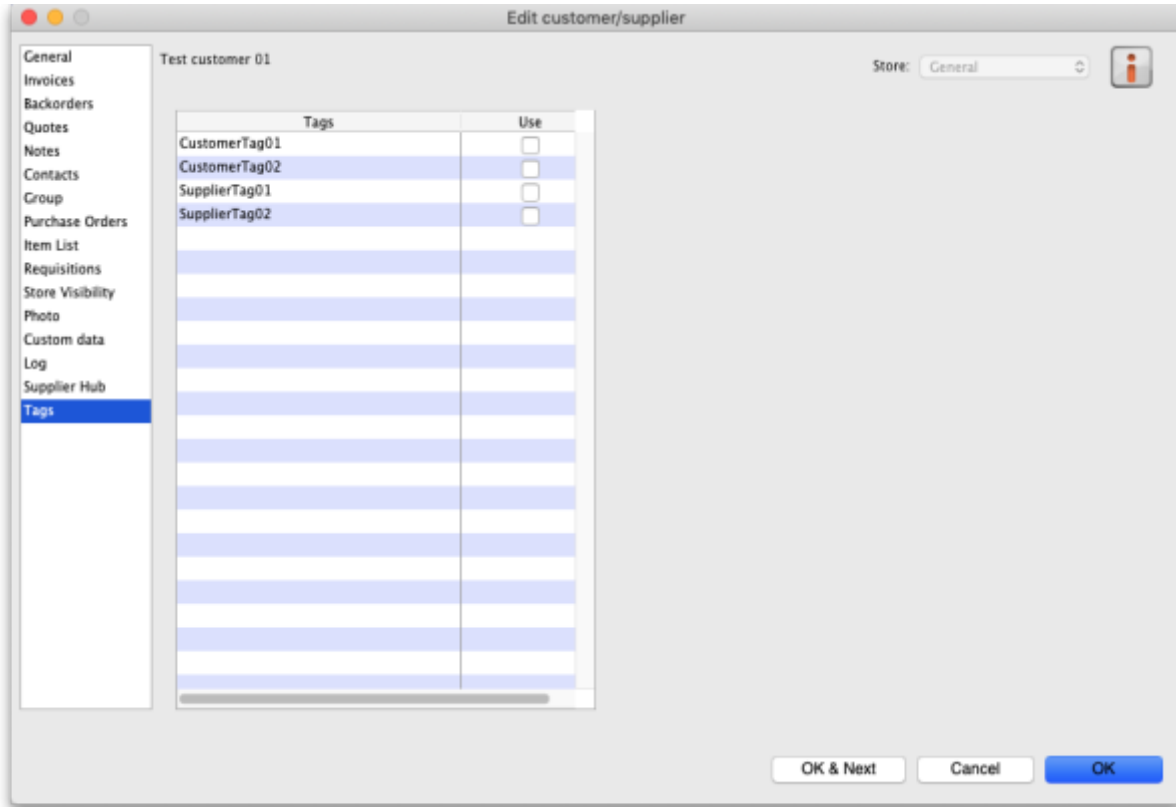 Edit customer/supplier
General
Invoices
Backorders
Quotes
Notes
Contacts
Group
Purchase Orders
Item List
Requisitions
Store Visibility
Photo
Custom data
Log
Supplier Hub
Tags
Test customer 01
Store: General
Tags Use
CustomerTag01
CustomerTag02
SupplierTag01
SupplierTag02
OK & Next Cancel OK